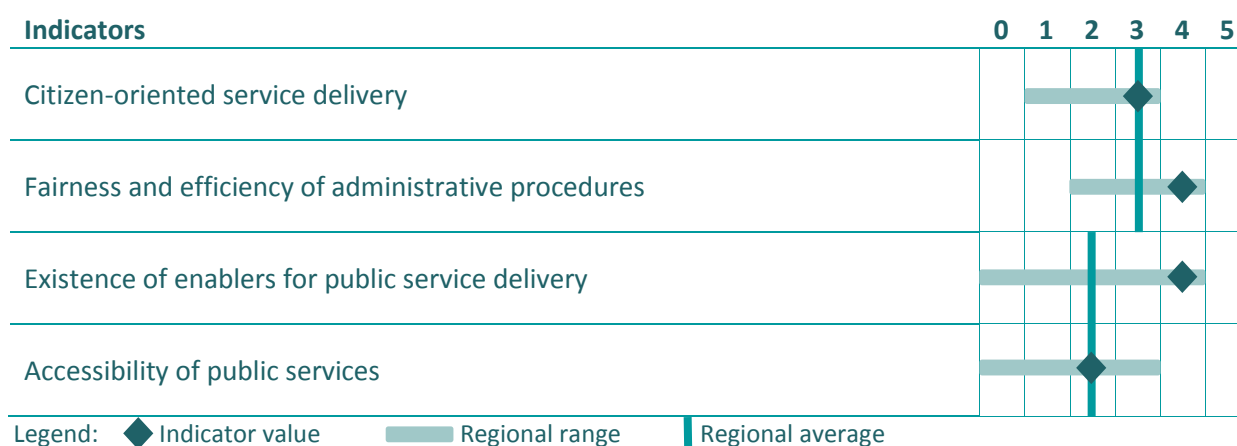 Indicators 0 1 2 3 4 5
Citizen-oriented service delivery
Fairness and efficiency of administrative procedures
Existence of enablers for public service delivery
Accessibility of public services
Legend: Indicator value Regional range Regional average